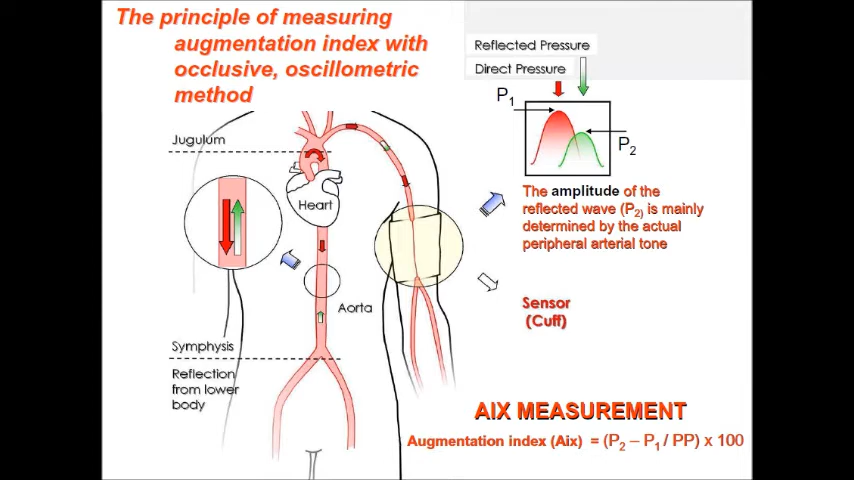 The principle of measuring
augmentation index with
occlusive, oscillometric
method
Reflected Pressure
Direct Pressure
P1
P2
Jugulum
Heart
The amplitude of the
reflected wave (P2) is mainly
determined by the actual
peripheral arterial tone
Sensor
(Cuff)
Aorta
Symphysis
Reflection
from lower
body
AIX MEASUREMENT
Augmentation index (Aix) = (P2 – P1 / PP) x 100